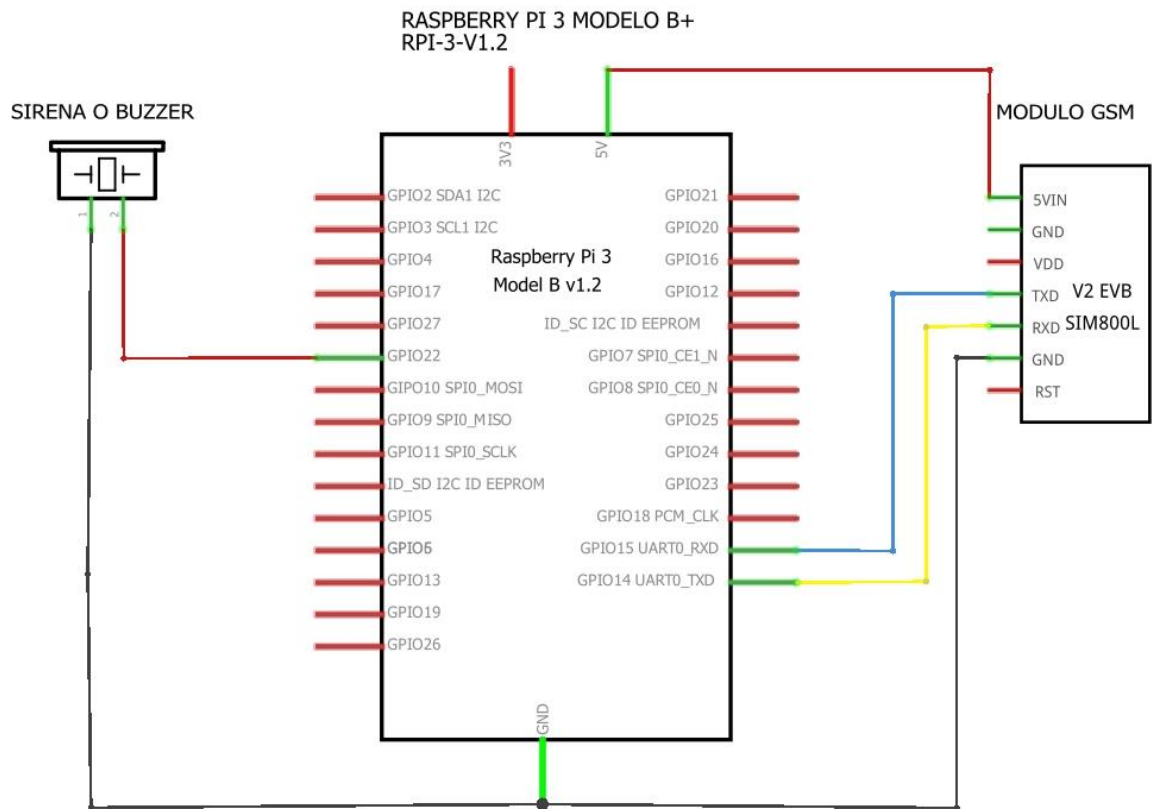 RASPBERRY PI 3 MODELO B+
RPI-3-V1.2
SIRENA O BUZZER
1
2
3V3
5V
MODULO GSM
GPIO2 SDA1 I2C
GPIO3 SCL1 I2C
GPIO4
GPIO17
GPIO27
GPIO22
GIPO10 SPI0_MOSI
GPIO9 SPI0_MISO
GPIO11 SPI0_SCLK
ID_SD I2C ID EEPROM
GPIO5
GPIO6
GPIO13
GPIO19
GPIO26
Raspberry Pi 3
Model B v1.2
GPIO21
GPIO20
GPIO16
GPIO12
ID_SC I2C ID EEPROM
GPIO7 SPI0_CE1_N
GPIO8 SPI0_CE0_N
GPIO25
GPIO24
GPIO23
GPIO18 PCM_CLK
GPIO15 UART0_RXD
GPIO14 UART0_TXD
GND
5VIN
GND
VDD
TXD
RXD
GND
RST
V2 EVB
SIM800L